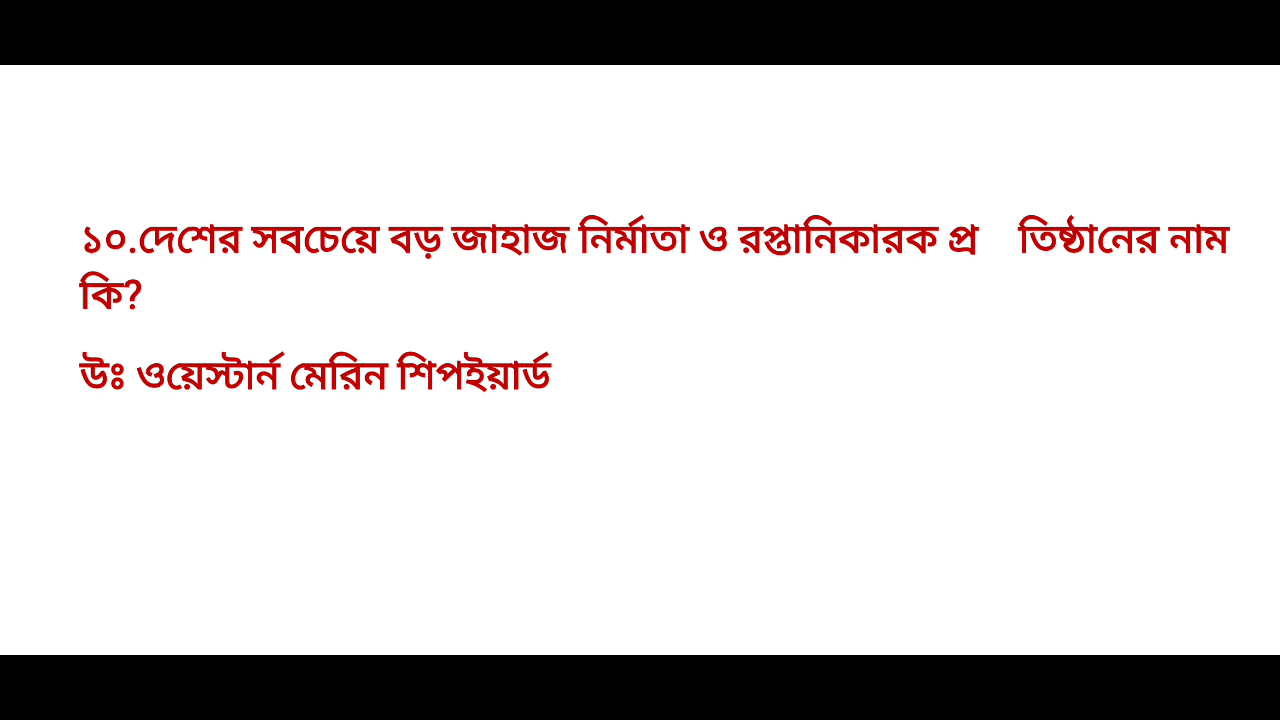 ১০.দেশের সবচেয়ে বড় জাহাজ নির্মাতা ও রপ্তানিকারক প্র    তিষ্ঠানের নাম
কি?
উঃ ওয়েস্টার্ন মেরিন শিপইয়ার্ড